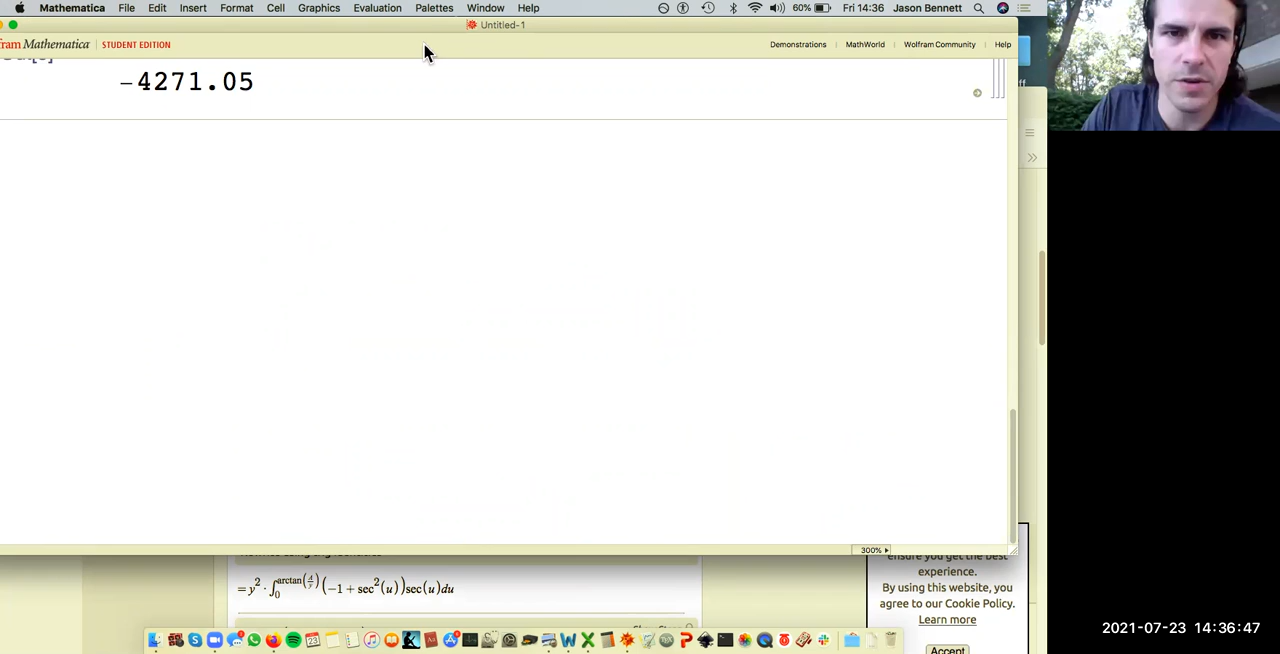 Mathematica File Edit Insert Format Cell Graphics Evaluation Palettes Window Help 60% Fri 14:36 Jason Bennett
Untitled-1
Mathematica | STUDENT EDITION Demonstrations MathWorld Wolfram Community Help
-4271.05
300%
= y² · ∫₀^arctan(d/y) (−1 + sec²(u)) sec(u) du
ensure you get the best
experience.
By using this website, you
agree to our Cookie Policy.
Learn more
Accept
2021-07-23 14:36:47